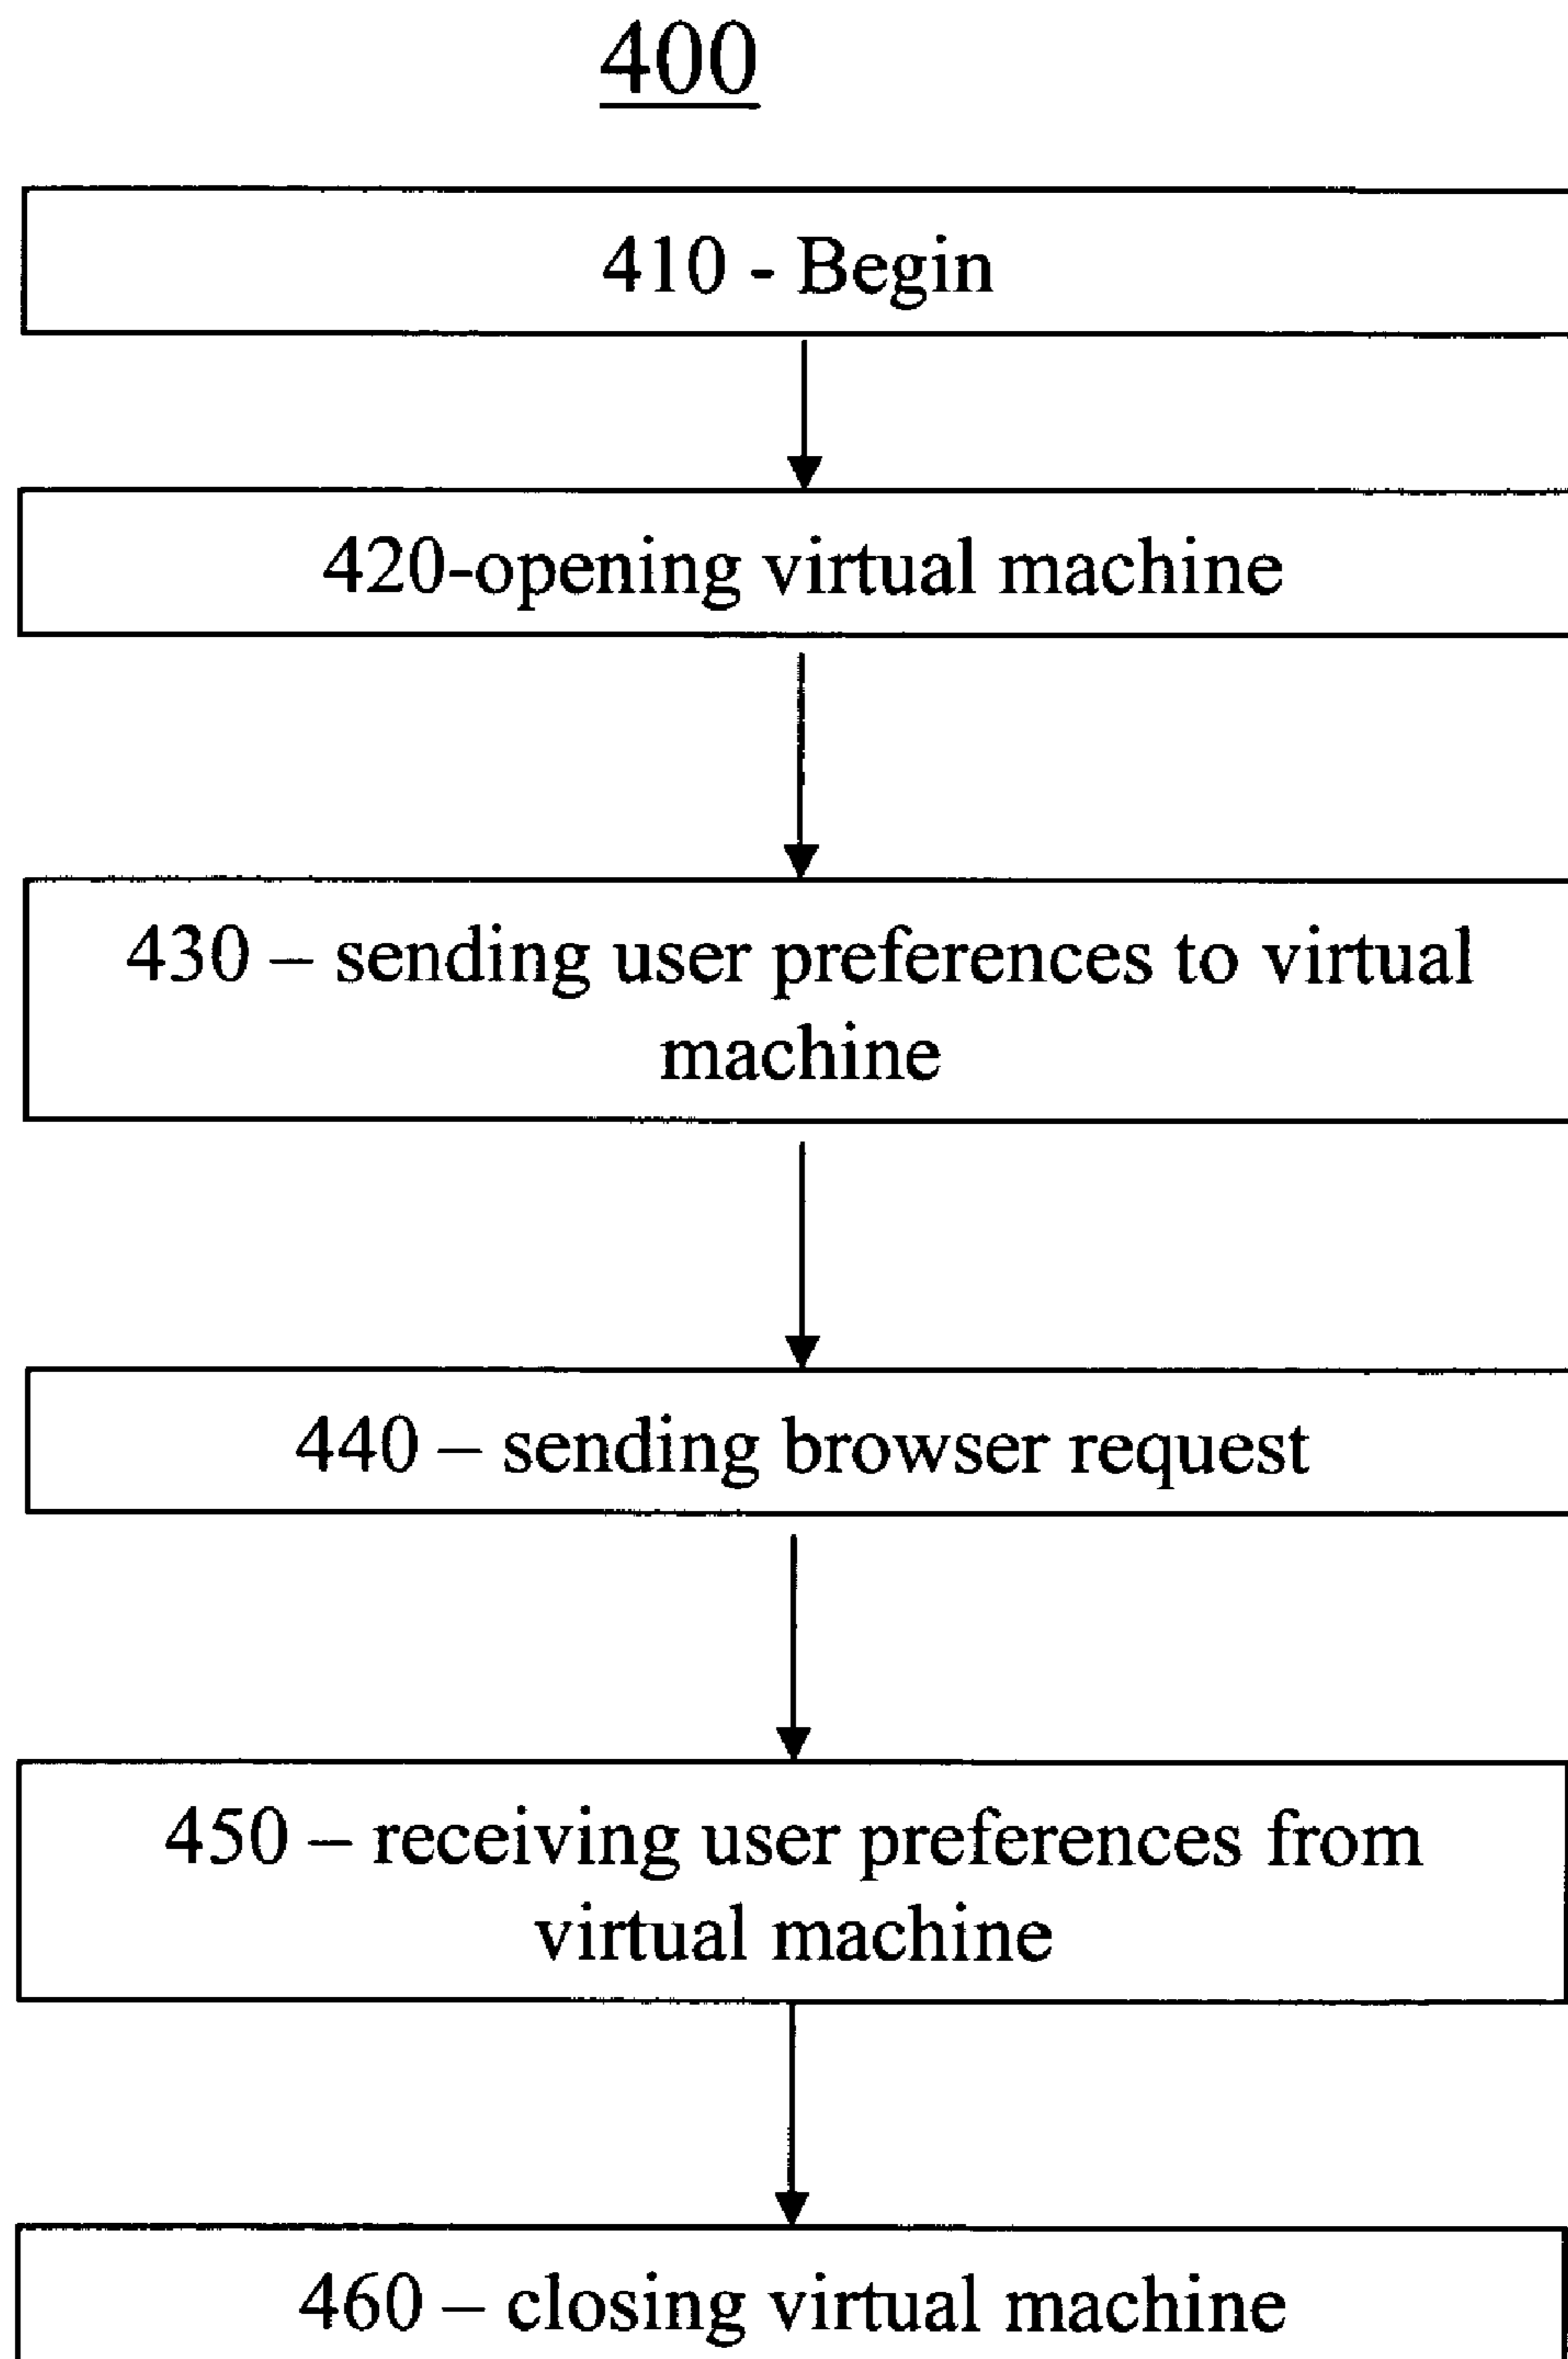 400
410 - Begin
420-opening virtual machine
430 – sending user preferences to virtual
machine
440 – sending browser request
450 – receiving user preferences from
virtual machine
460 – closing virtual machine